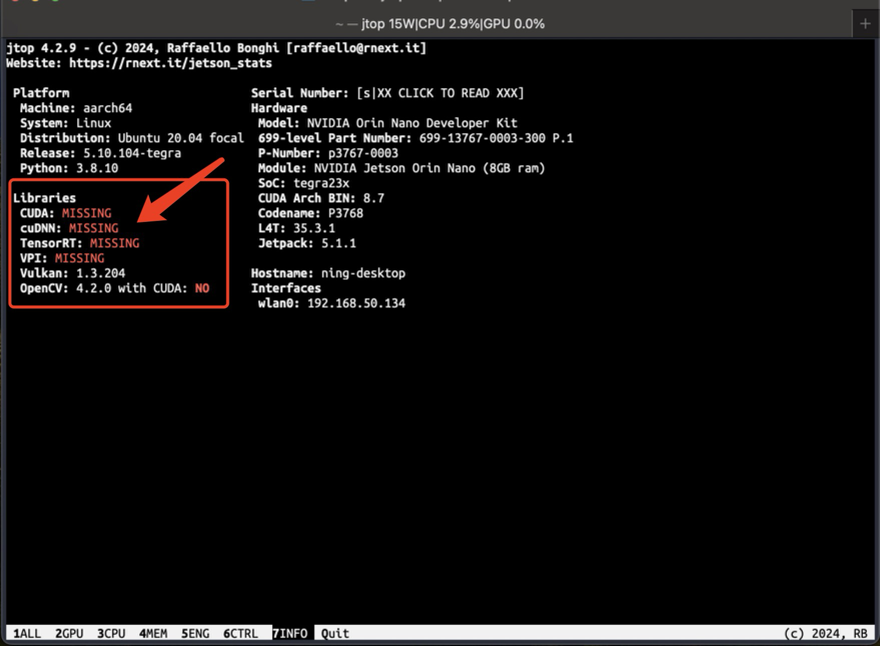 ~ — jtop 15W|CPU 2.9%|GPU 0.0%
jtop 4.2.9 - (c) 2024, Raffaello Bonghi [raffaello@rnext.it]
Website: https://rnext.it/jetson_stats
Platform
Machine: aarch64
System: Linux
Distribution: Ubuntu 20.04 focal
Release: 5.10.104-tegra
Python: 3.8.10
Libraries
CUDA: MISSING
cuDNN: MISSING
TensorRT: MISSING
VPI: MISSING
Vulkan: 1.3.204
OpenCV: 4.2.0 with CUDA: NO
Serial Number: [s|XX CLICK TO READ XXX]
Hardware
Model: NVIDIA Orin Nano Developer Kit
699-level Part Number: 699-13767-0003-300 P.1
P-Number: p3767-0003
Module: NVIDIA Jetson Orin Nano (8GB ram)
SoC: tegra23x
CUDA Arch BIN: 8.7
Codename: P3768
L4T: 35.3.1
Jetpack: 5.1.1
Hostname: ning-desktop
Interfaces
wlan0: 192.168.50.134
1ALL 2GPU 3CPU 4MEM 5ENG 6CTRL 7INFO Quit (c) 2024, RB